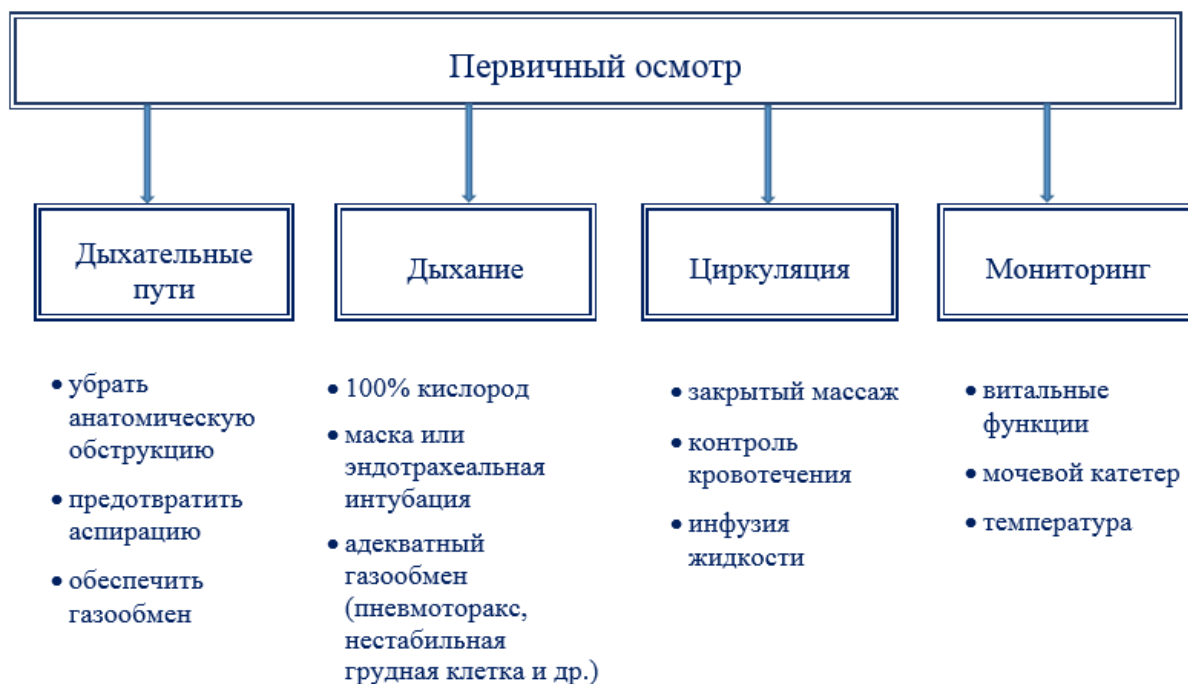 Первичный осмотр
Дыхательные
пути
Дыхание
Циркуляция
Мониторинг
• убрать
анатомическую
обструкцию
• предотвратить
аспирацию
• обеспечить
газообмен
• 100% кислород
• маска или
эндотрахеальная
интубация
• адекватный
газообмен
(пневмоторакс,
нестабильная
грудная клетка и др.)
• закрытый массаж
• контроль
кровотечения
• инфузия
жидкости
• витальные
функции
• мочевой катетер
• температура